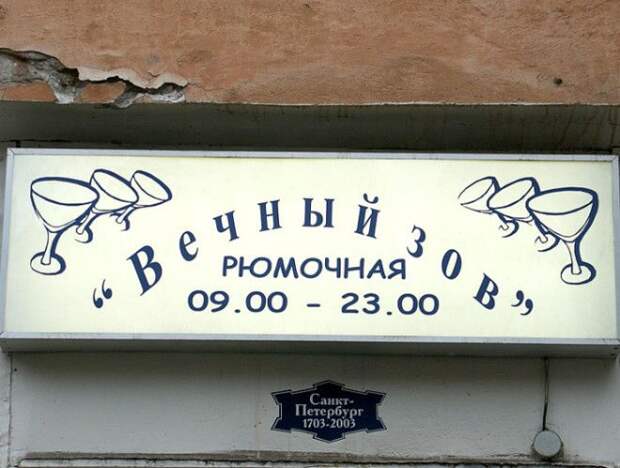 “Вечный зов”
РЮМОЧНАЯ
09.00 - 23.00
Санкт-
Петербург
1703-2003